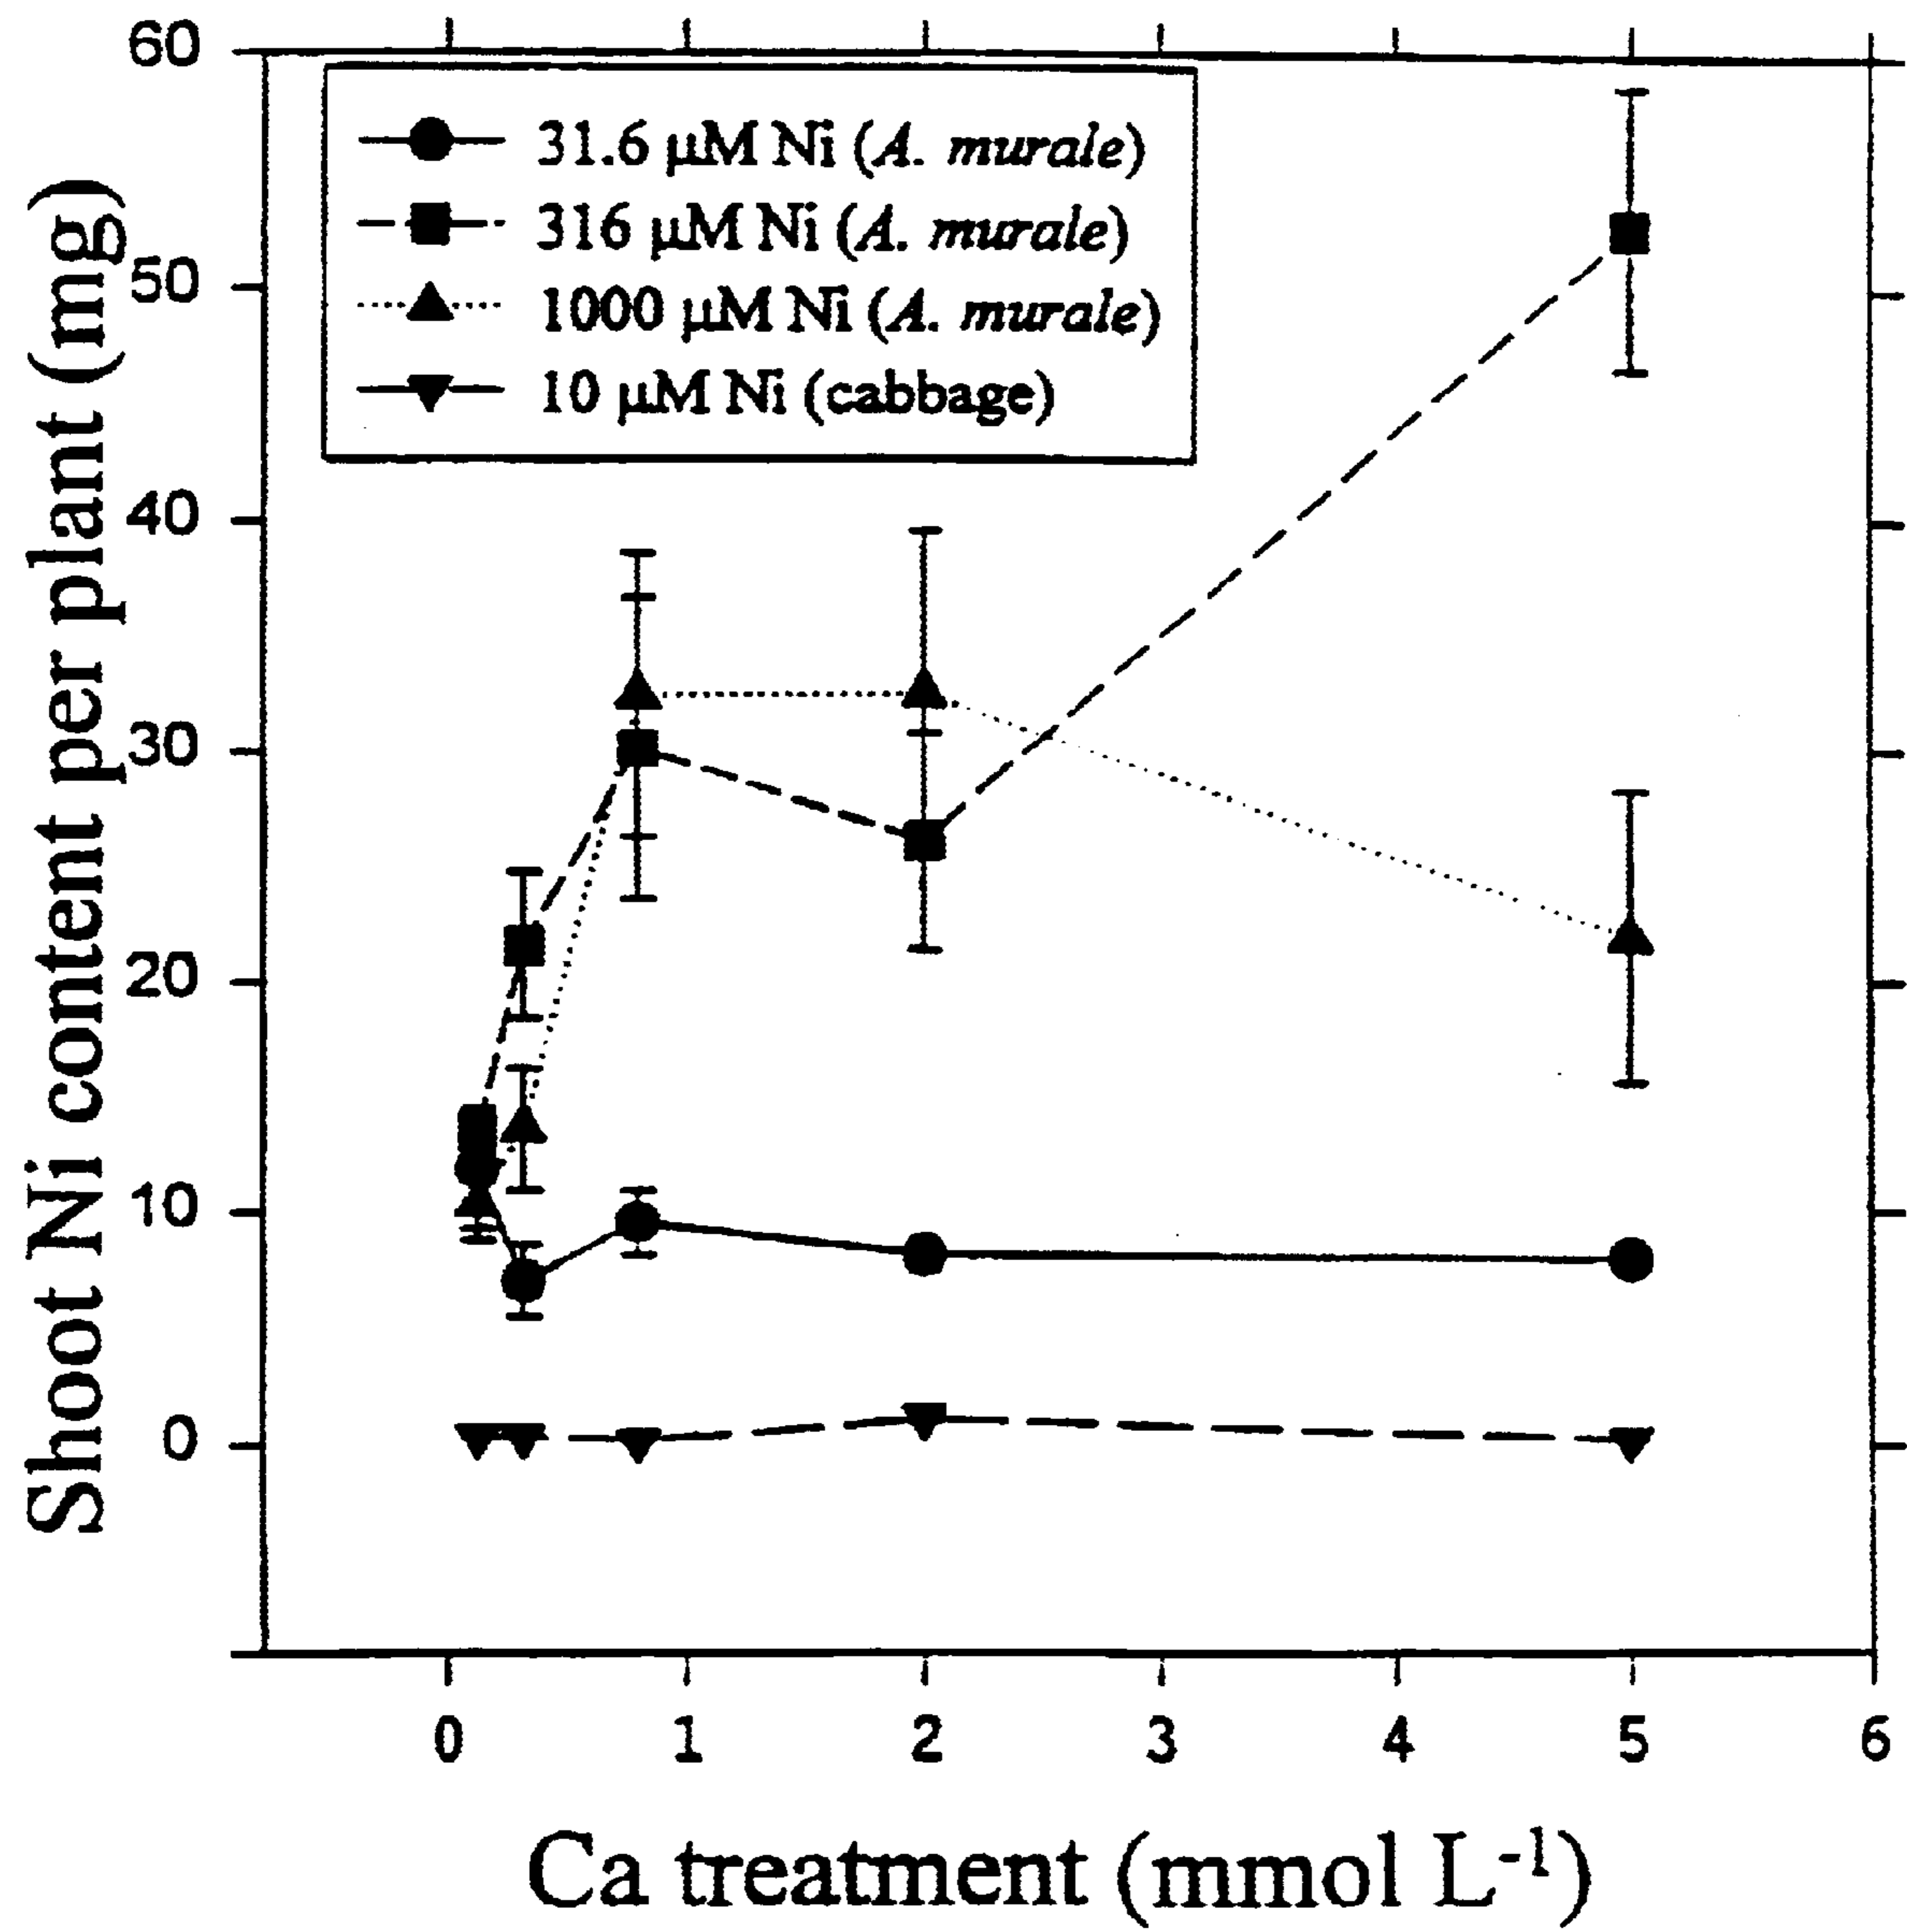 60
50
40
30
20
10
0
Shoot Ni content per plant (mg)
31.6 µM Ni (A. murale)
316 µM Ni (A. murale)
1000 µM Ni (A. murale)
10 µM Ni (cabbage)
0 1 2 3 4 5 6
Ca treatment (mmol L⁻¹)